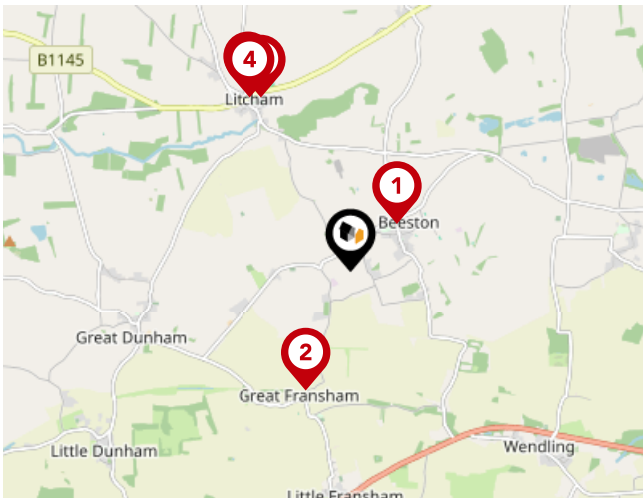 B1145
4
Litcham
1
Beeston
Great Dunham
2
Great Fransham
Little Dunham
Wendling
Little Fransham